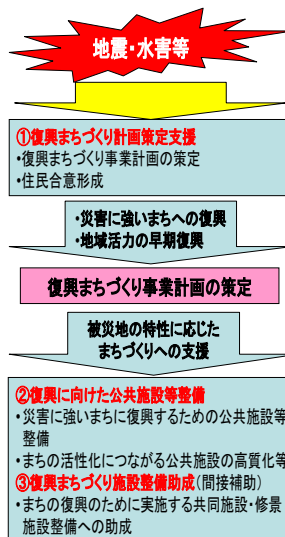 地震・水害等
①復興まちづくり計画策定支援
・復興まちづくり事業計画の策定
・住民合意形成
・災害に強いまちへの復興
・地域活力の早期復興
復興まちづくり事業計画の策定
被災地の特性に応じた
まちづくりへの支援
②復興に向けた公共施設等整備
・災害に強いまちに復興するための公共施設等
整備
・まちの活性化につながる公共施設の高質化等
③復興まちづくり施設整備助成(間接補助)
・まちの復興のために実施する共同施設・修景
施設整備への助成